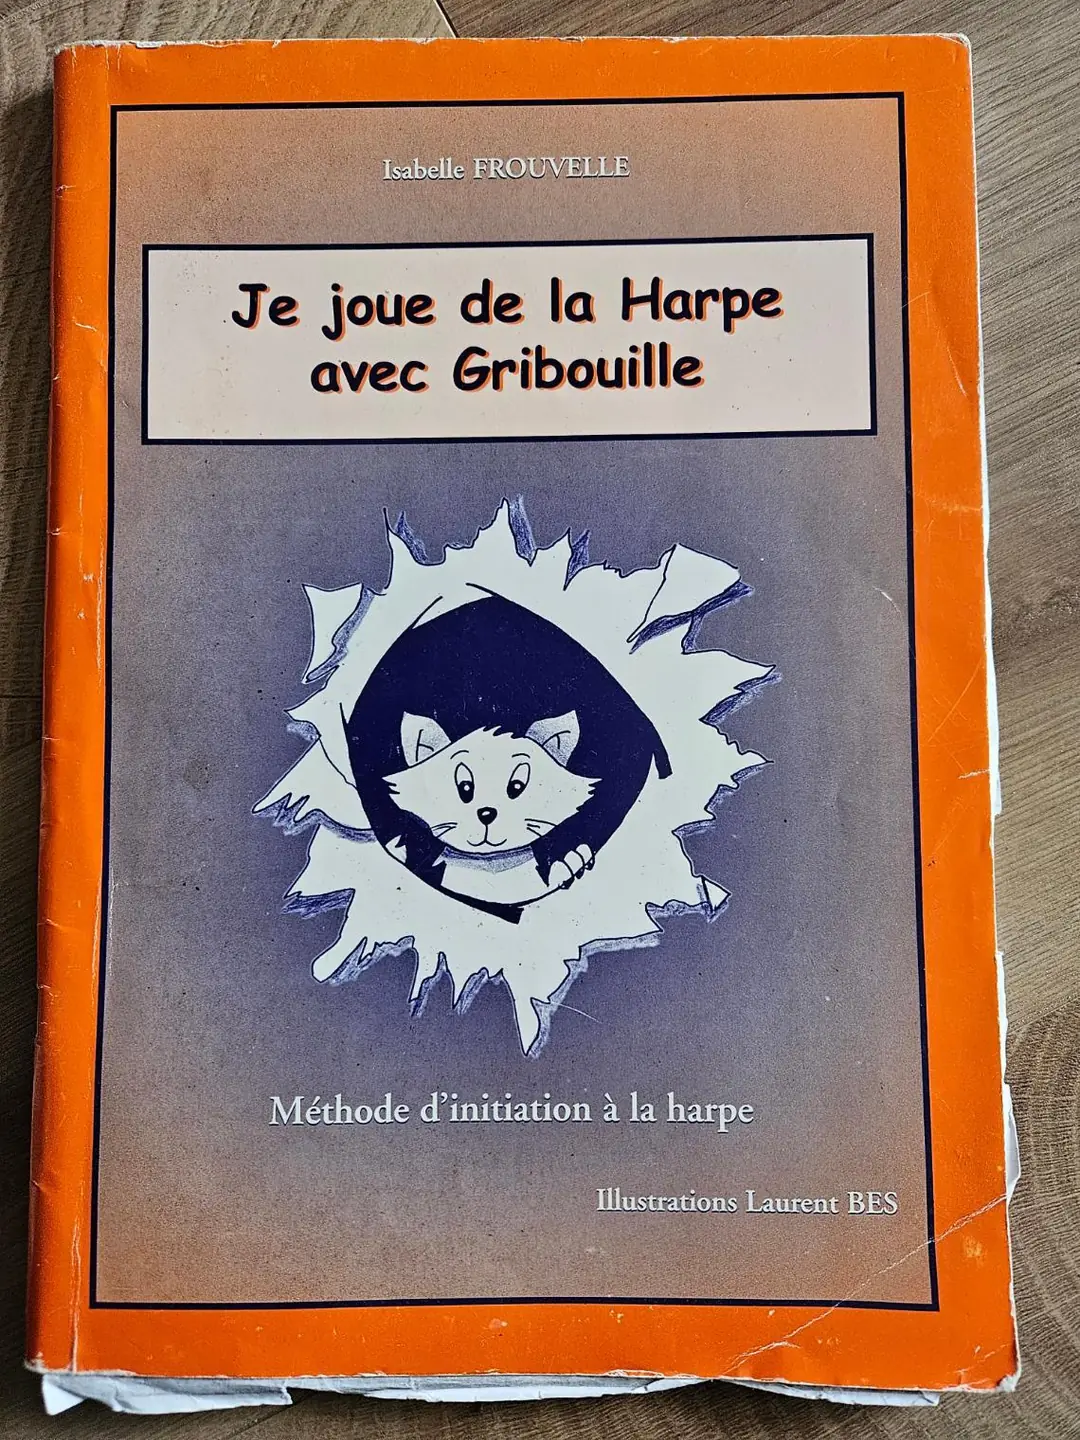 Isabelle FROUVELLE
Je joue de la Harpe
avec Gribouille
Méthode d'initiation à la harpe
Illustrations Laurent BES